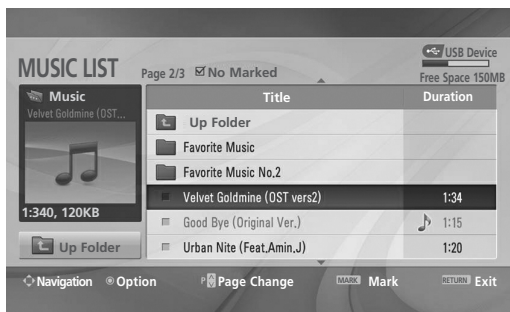 MUSIC LIST
Page 2/3
No Marked
USB Device
Free Space 150MB
Music
Velvet Goldmine (OST...
1:340, 120KB
Up Folder
Title
Duration
Up Folder
Favorite Music
Favorite Music No.2
Velvet Goldmine (OST vers2) 1:34
Good Bye (Original Ver.) 1:15
Urban Nite (Feat.Amin.J) 1:20
Navigation
Option
P Page Change
MARK Mark
RETURN Exit